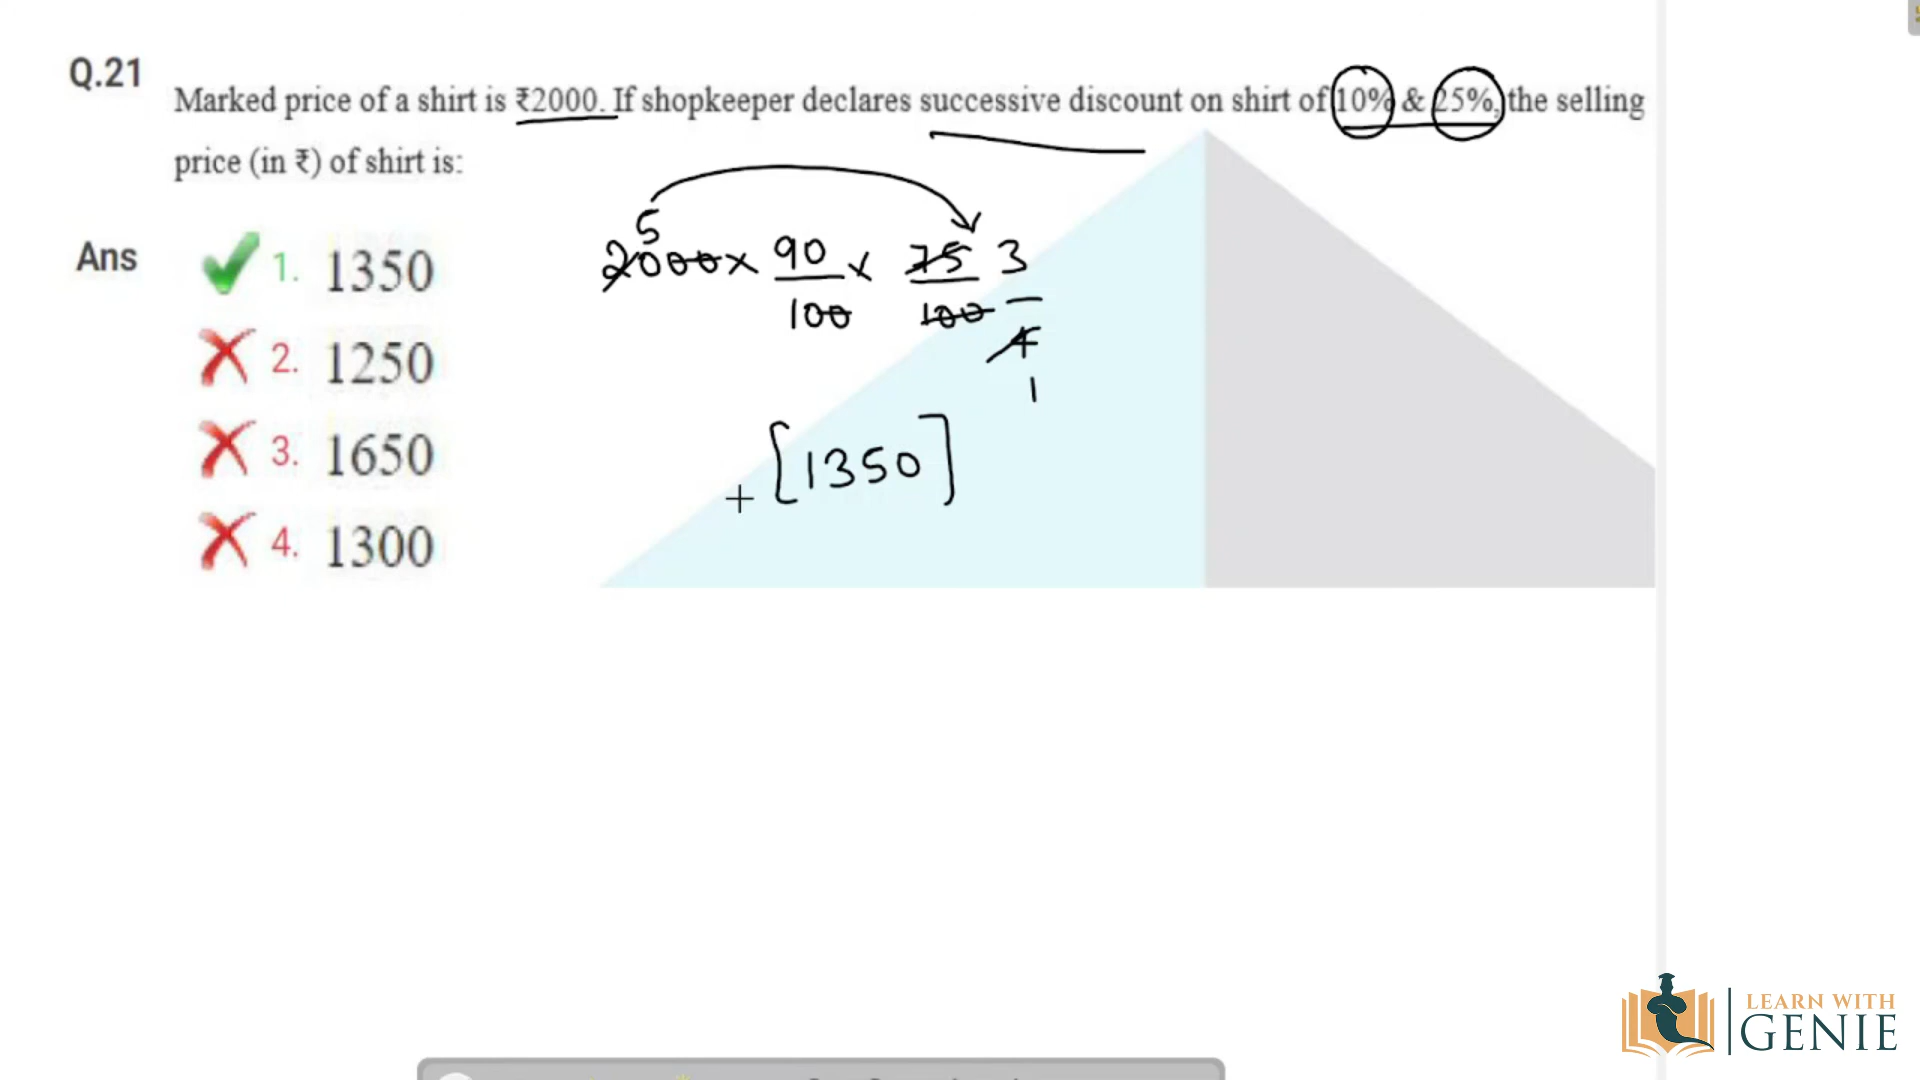 Q.21
Marked price of a shirt is ₹2000. If shopkeeper declares successive discount on shirt of 10% & 25%, the selling
price (in ₹) of shirt is:
5
2000 × 90/100 × 75/100 3/4
1
[1350]
Ans
1. 1350
2. 1250
3. 1650
4. 1300
LEARN WITH
GENIE